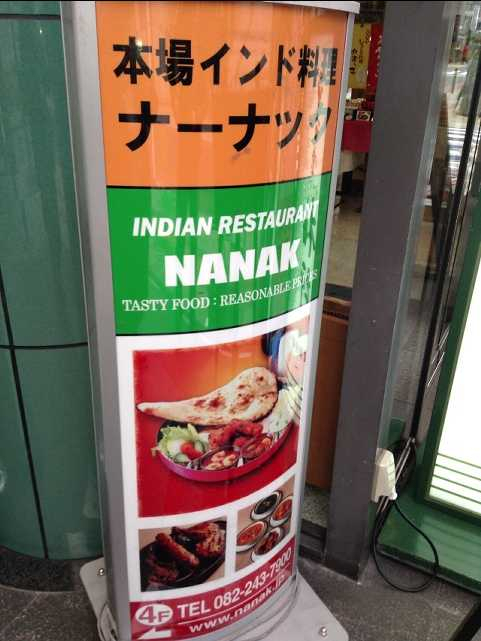 本場インド料理
ナーナック
INDIAN RESTAURANT
NANAK
TASTY FOOD : REASONABLE PRICES
4F TEL 082-243-7900
www.nanak.jp